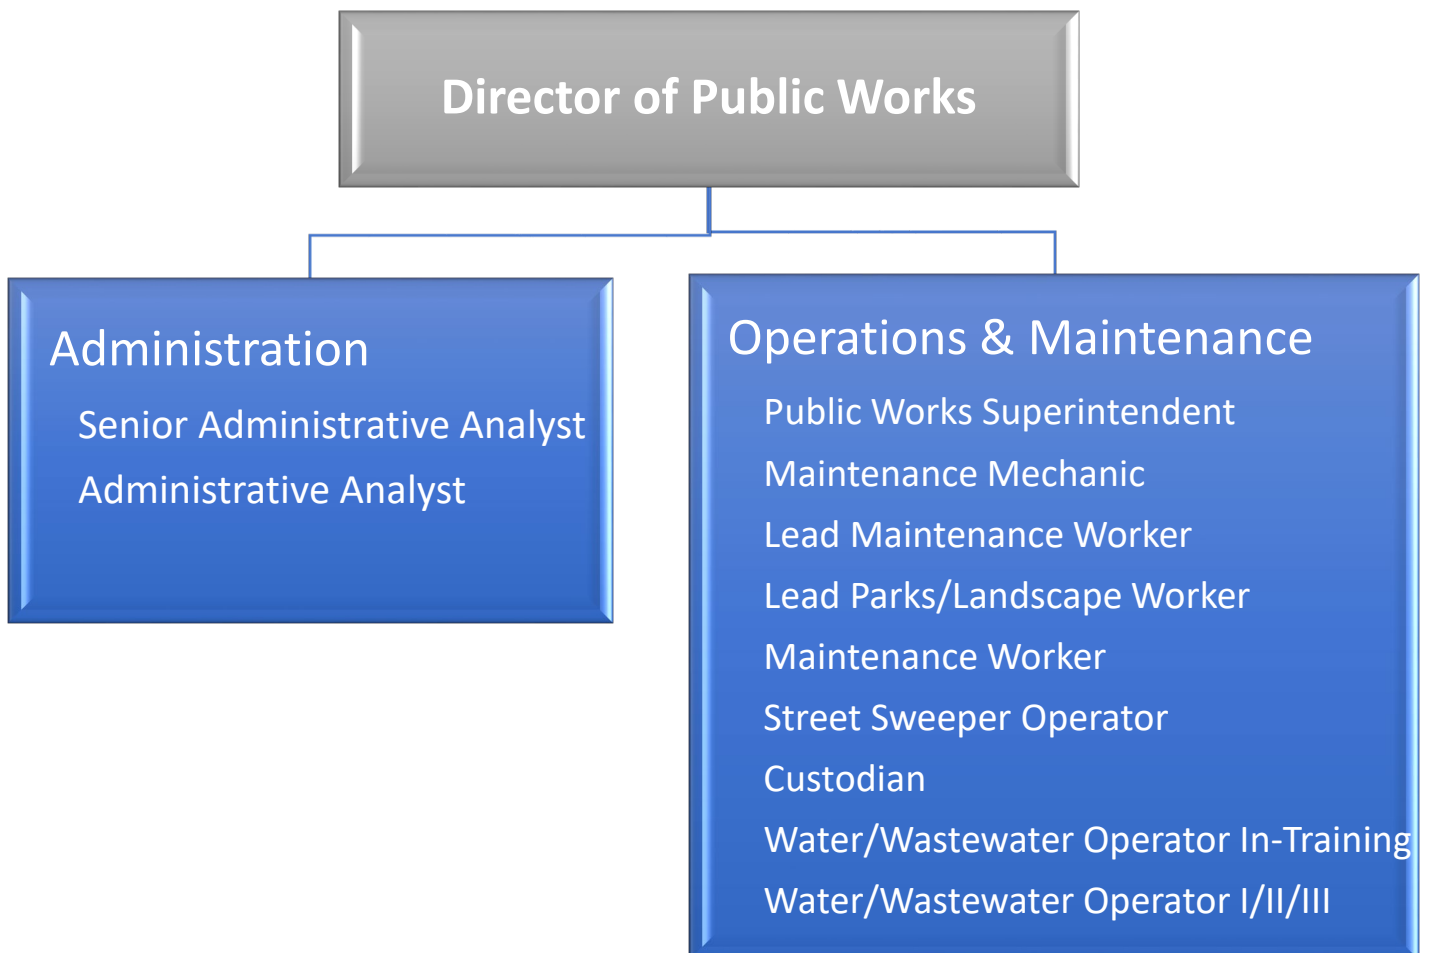 Director of Public Works
Administration
Senior Administrative Analyst
Administrative Analyst
Operations & Maintenance
Public Works Superintendent
Maintenance Mechanic
Lead Maintenance Worker
Lead Parks/Landscape Worker
Maintenance Worker
Street Sweeper Operator
Custodian
Water/Wastewater Operator In-Training
Water/Wastewater Operator I/II/III